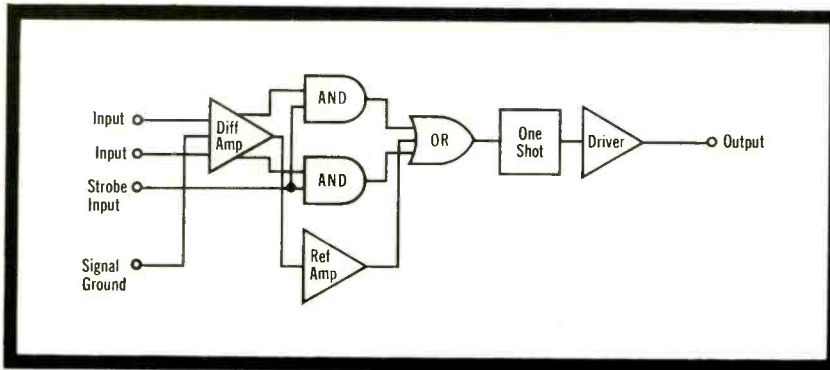 Input
Input
Strobe
Input
Signal
Ground
Diff
Amp
AND
AND
Ref
Amp
OR
One
Shot
Driver
Output